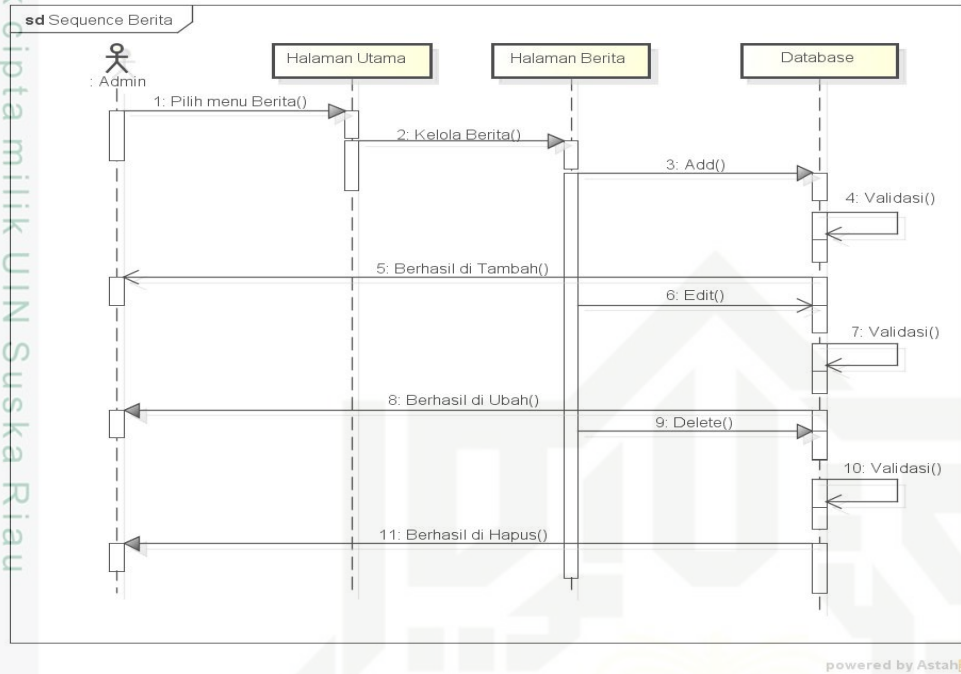 sd Sequence Berita
: Admin
Halaman Utama
Halaman Berita
Database
1: Pilih menu Berita()
2: Kelola Berita()
3: Add()
4: Validasi()
5: Berhasil di Tambah()
6: Edit()
7: Validasi()
8: Berhasil di Ubah()
9: Delete()
10: Validasi()
11: Berhasil di Hapus()
cipta milik UIN Suska Riau
powered by Astah